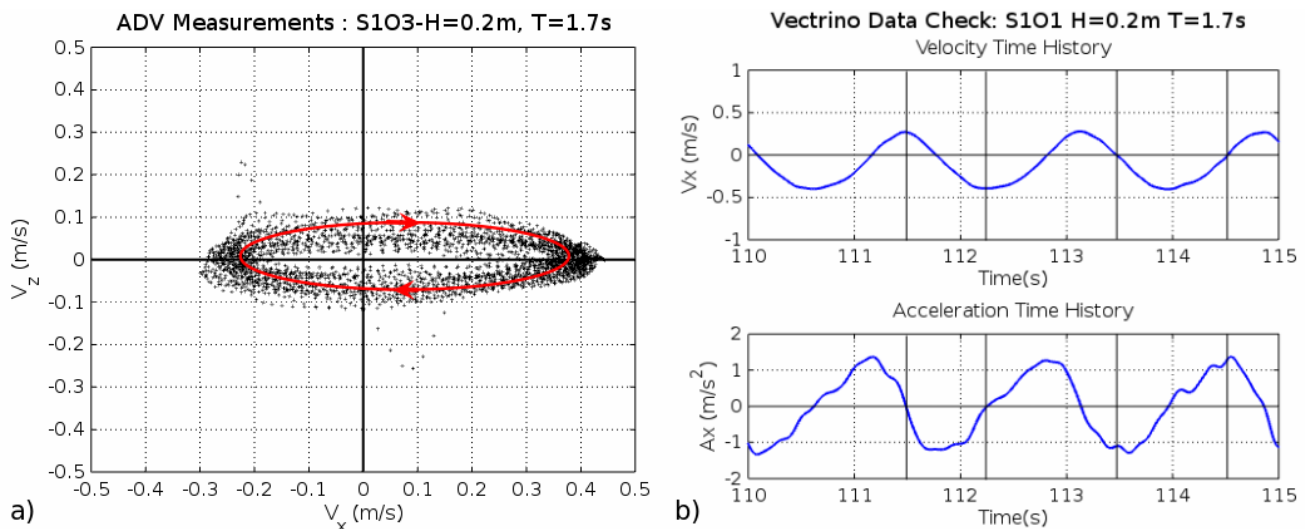 ADV Measurements : S1O3-H=0.2m, T=1.7s
0.5
0.4
0.3
0.2
0.1
0
-0.1
-0.2
-0.3
-0.4
-0.5
V_z (m/s)
-0.5 -0.4 -0.3 -0.2 -0.1 0 0.1 0.2 0.3 0.4 0.5
V_x (m/s)
a)
Vectrino Data Check: S1O1 H=0.2m T=1.7s
Velocity Time History
1
0.5
0
-0.5
-1
Vx (m/s)
110 111 112 113 114 115
Time(s)
Acceleration Time History
2
1
0
-1
-2
Ax (m/s²)
110 111 112 113 114 115
Time(s)
b)